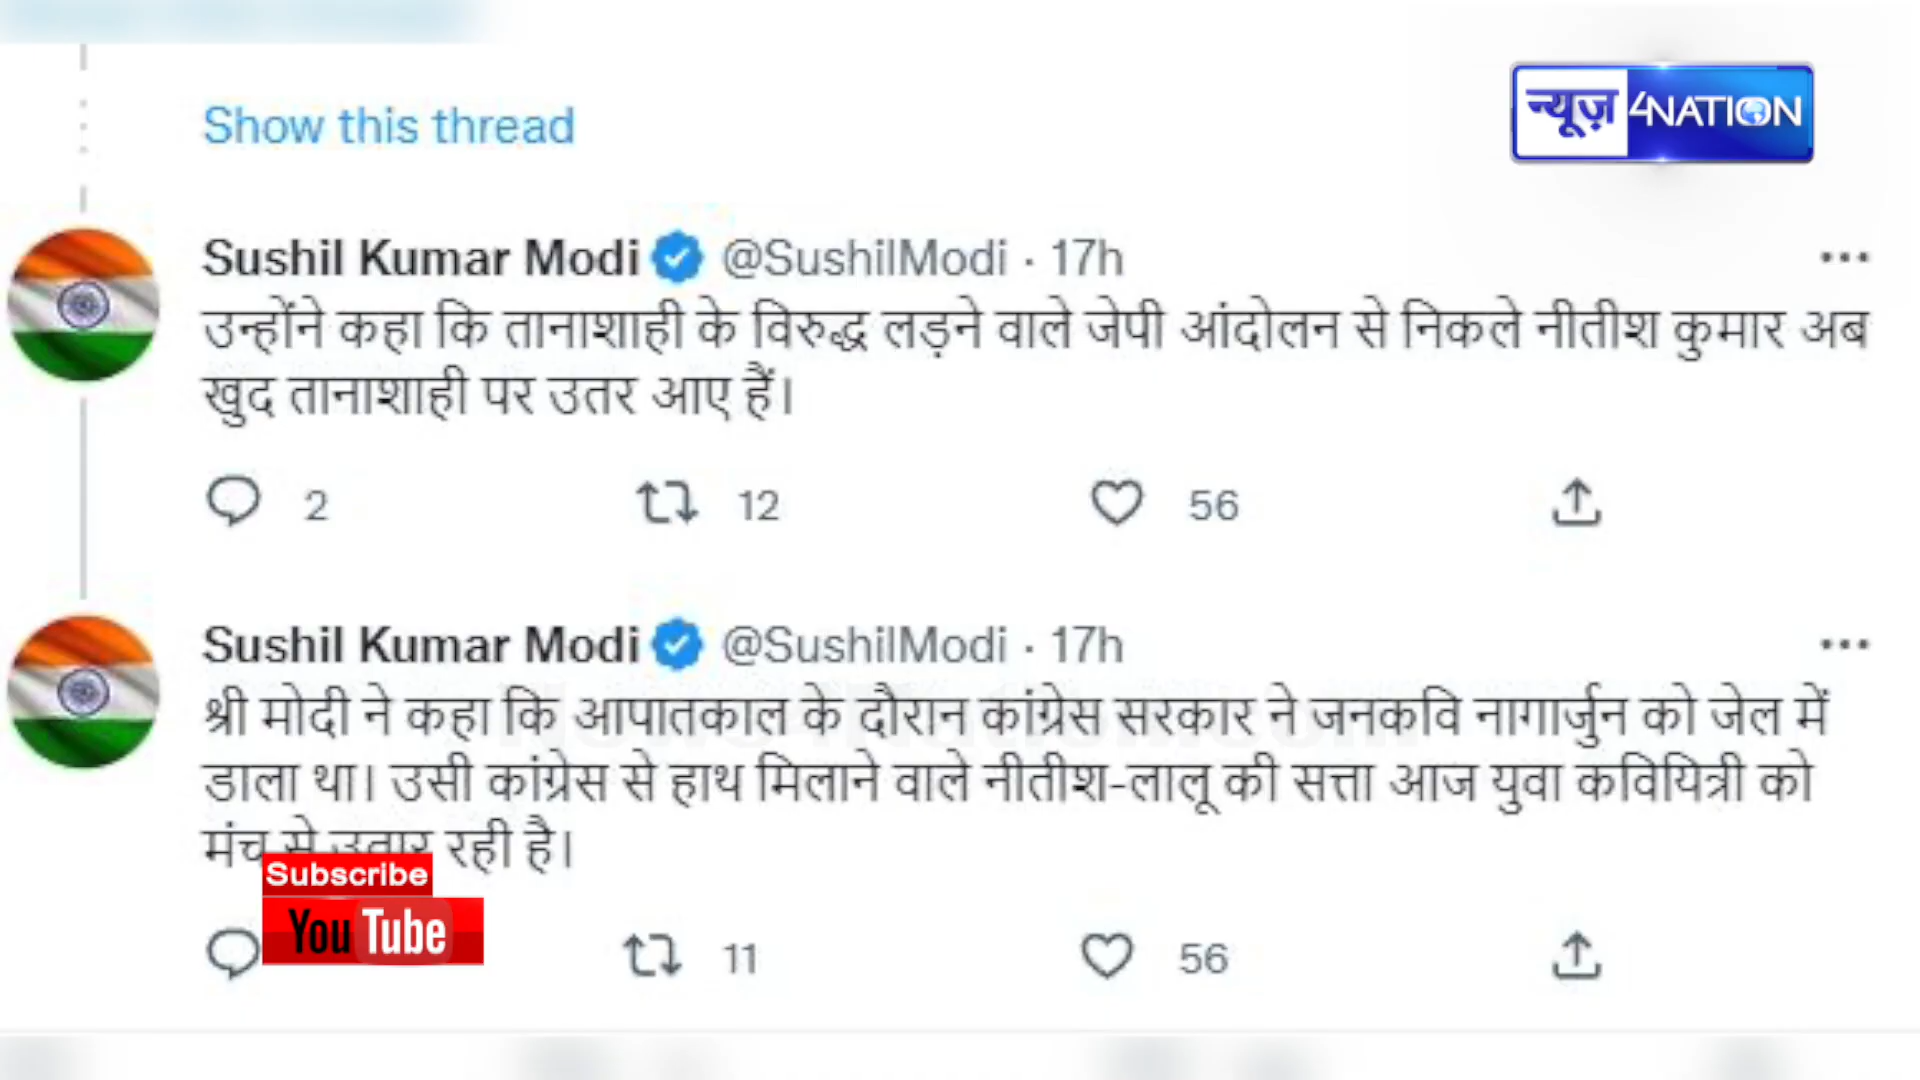 Show this thread
न्यूज़ 4NATION
Sushil Kumar Modi @SushilModi · 17h
उन्होंने कहा कि तानाशाही के विरुद्ध लड़ने वाले जेपी आंदोलन से निकले नीतीश कुमार अब
खुद तानाशाही पर उतर आए हैं।
2 12 56
Sushil Kumar Modi @SushilModi · 17h
श्री मोदी ने कहा कि आपातकाल के दौरान कांग्रेस सरकार ने जनकवि नागार्जुन को जेल में
डाला था। उसी कांग्रेस से हाथ मिलाने वाले नीतीश-लालू की सत्ता आज युवा कवियित्री को
मंच से उतार रही है।
Subscribe
YouTube
11 56